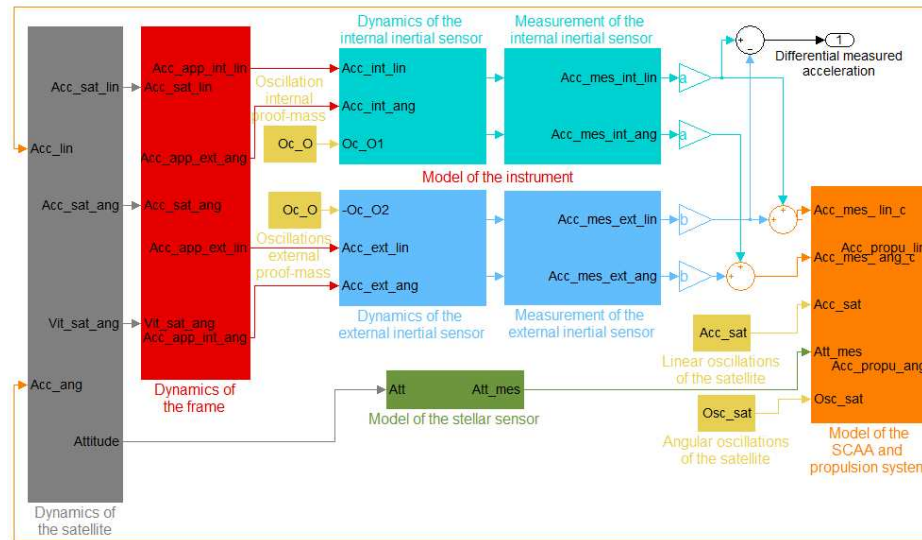 Dynamics of the
internal inertial sensor
Measurement of the
internal inertial sensor
1
Differential measured
acceleration
Acc_sat_lin
Acc_lin
Acc_sat_ang
Vit_sat_ang
Acc_ang
Attitude
Dynamics of
the satellite
Acc_app_int_lin
Acc_sat_lin
Acc_app_ext_ang
Acc_sat_ang
Acc_app_ext_lin
Vit_sat_ang
Acc_app_int_ang
Dynamics of
the frame
Oscillation
internal
proof-mass
Oc_O
Oc_O
Oscillations
external
proof-mass
Acc_int_lin
Acc_int_ang
Oc_O1
Acc_mes_int_lin
Acc_mes_int_ang
a
a
Model of the instrument
-Oc_O2
Acc_ext_lin
Acc_ext_ang
Acc_mes_ext_lin
Acc_mes_ext_ang
b
b
Dynamics of
the external inertial sensor
Measurement of the
external inertial sensor
Att
Att_mes
Model of the stellar sensor
Acc_sat
Linear oscillations
of the satellite
Osc_sat
Angular oscillations
of the satellite
Acc_mes_ lin_c
Acc_propu_lin
Acc_mes_ ang_c
Acc_sat
Att_mes
Acc_propu_ang
Osc_sat
Model of the
SCAA and
propulsion system